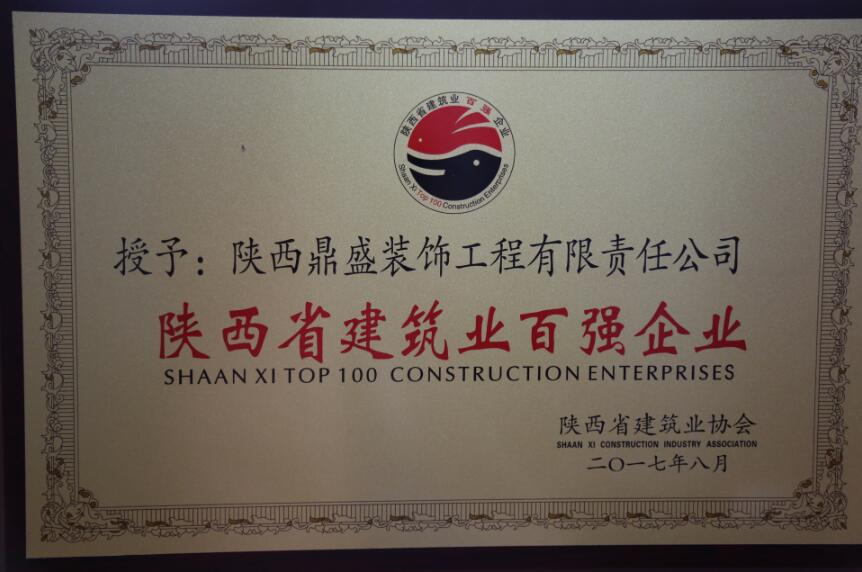 陕西省建筑业百强企业
Shaan Xi Top 100 Construction Enterprises
授予：陕西鼎盛装饰工程有限责任公司
陕西省建筑业百强企业
SHAAN XI TOP 100 CONSTRUCTION ENTERPRISES
陕西省建筑业协会
SHAAN XI CONSTRUCTION INDUSTRY ASSOCIATION
二〇一七年八月